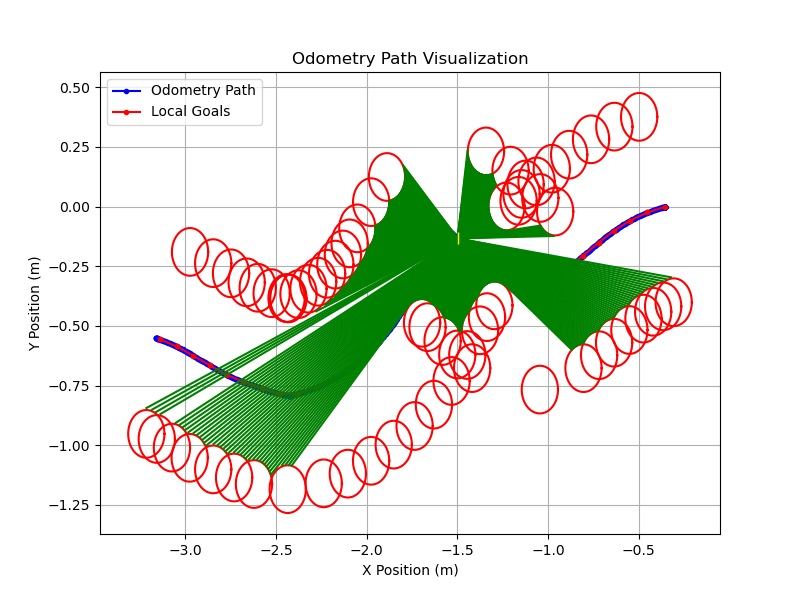 Odometry Path Visualization
Odometry Path
Local Goals
0.50
0.25
0.00
−0.25
−0.50
−0.75
−1.00
−1.25
Y Position (m)
−3.0 −2.5 −2.0 −1.5 −1.0 −0.5
X Position (m)